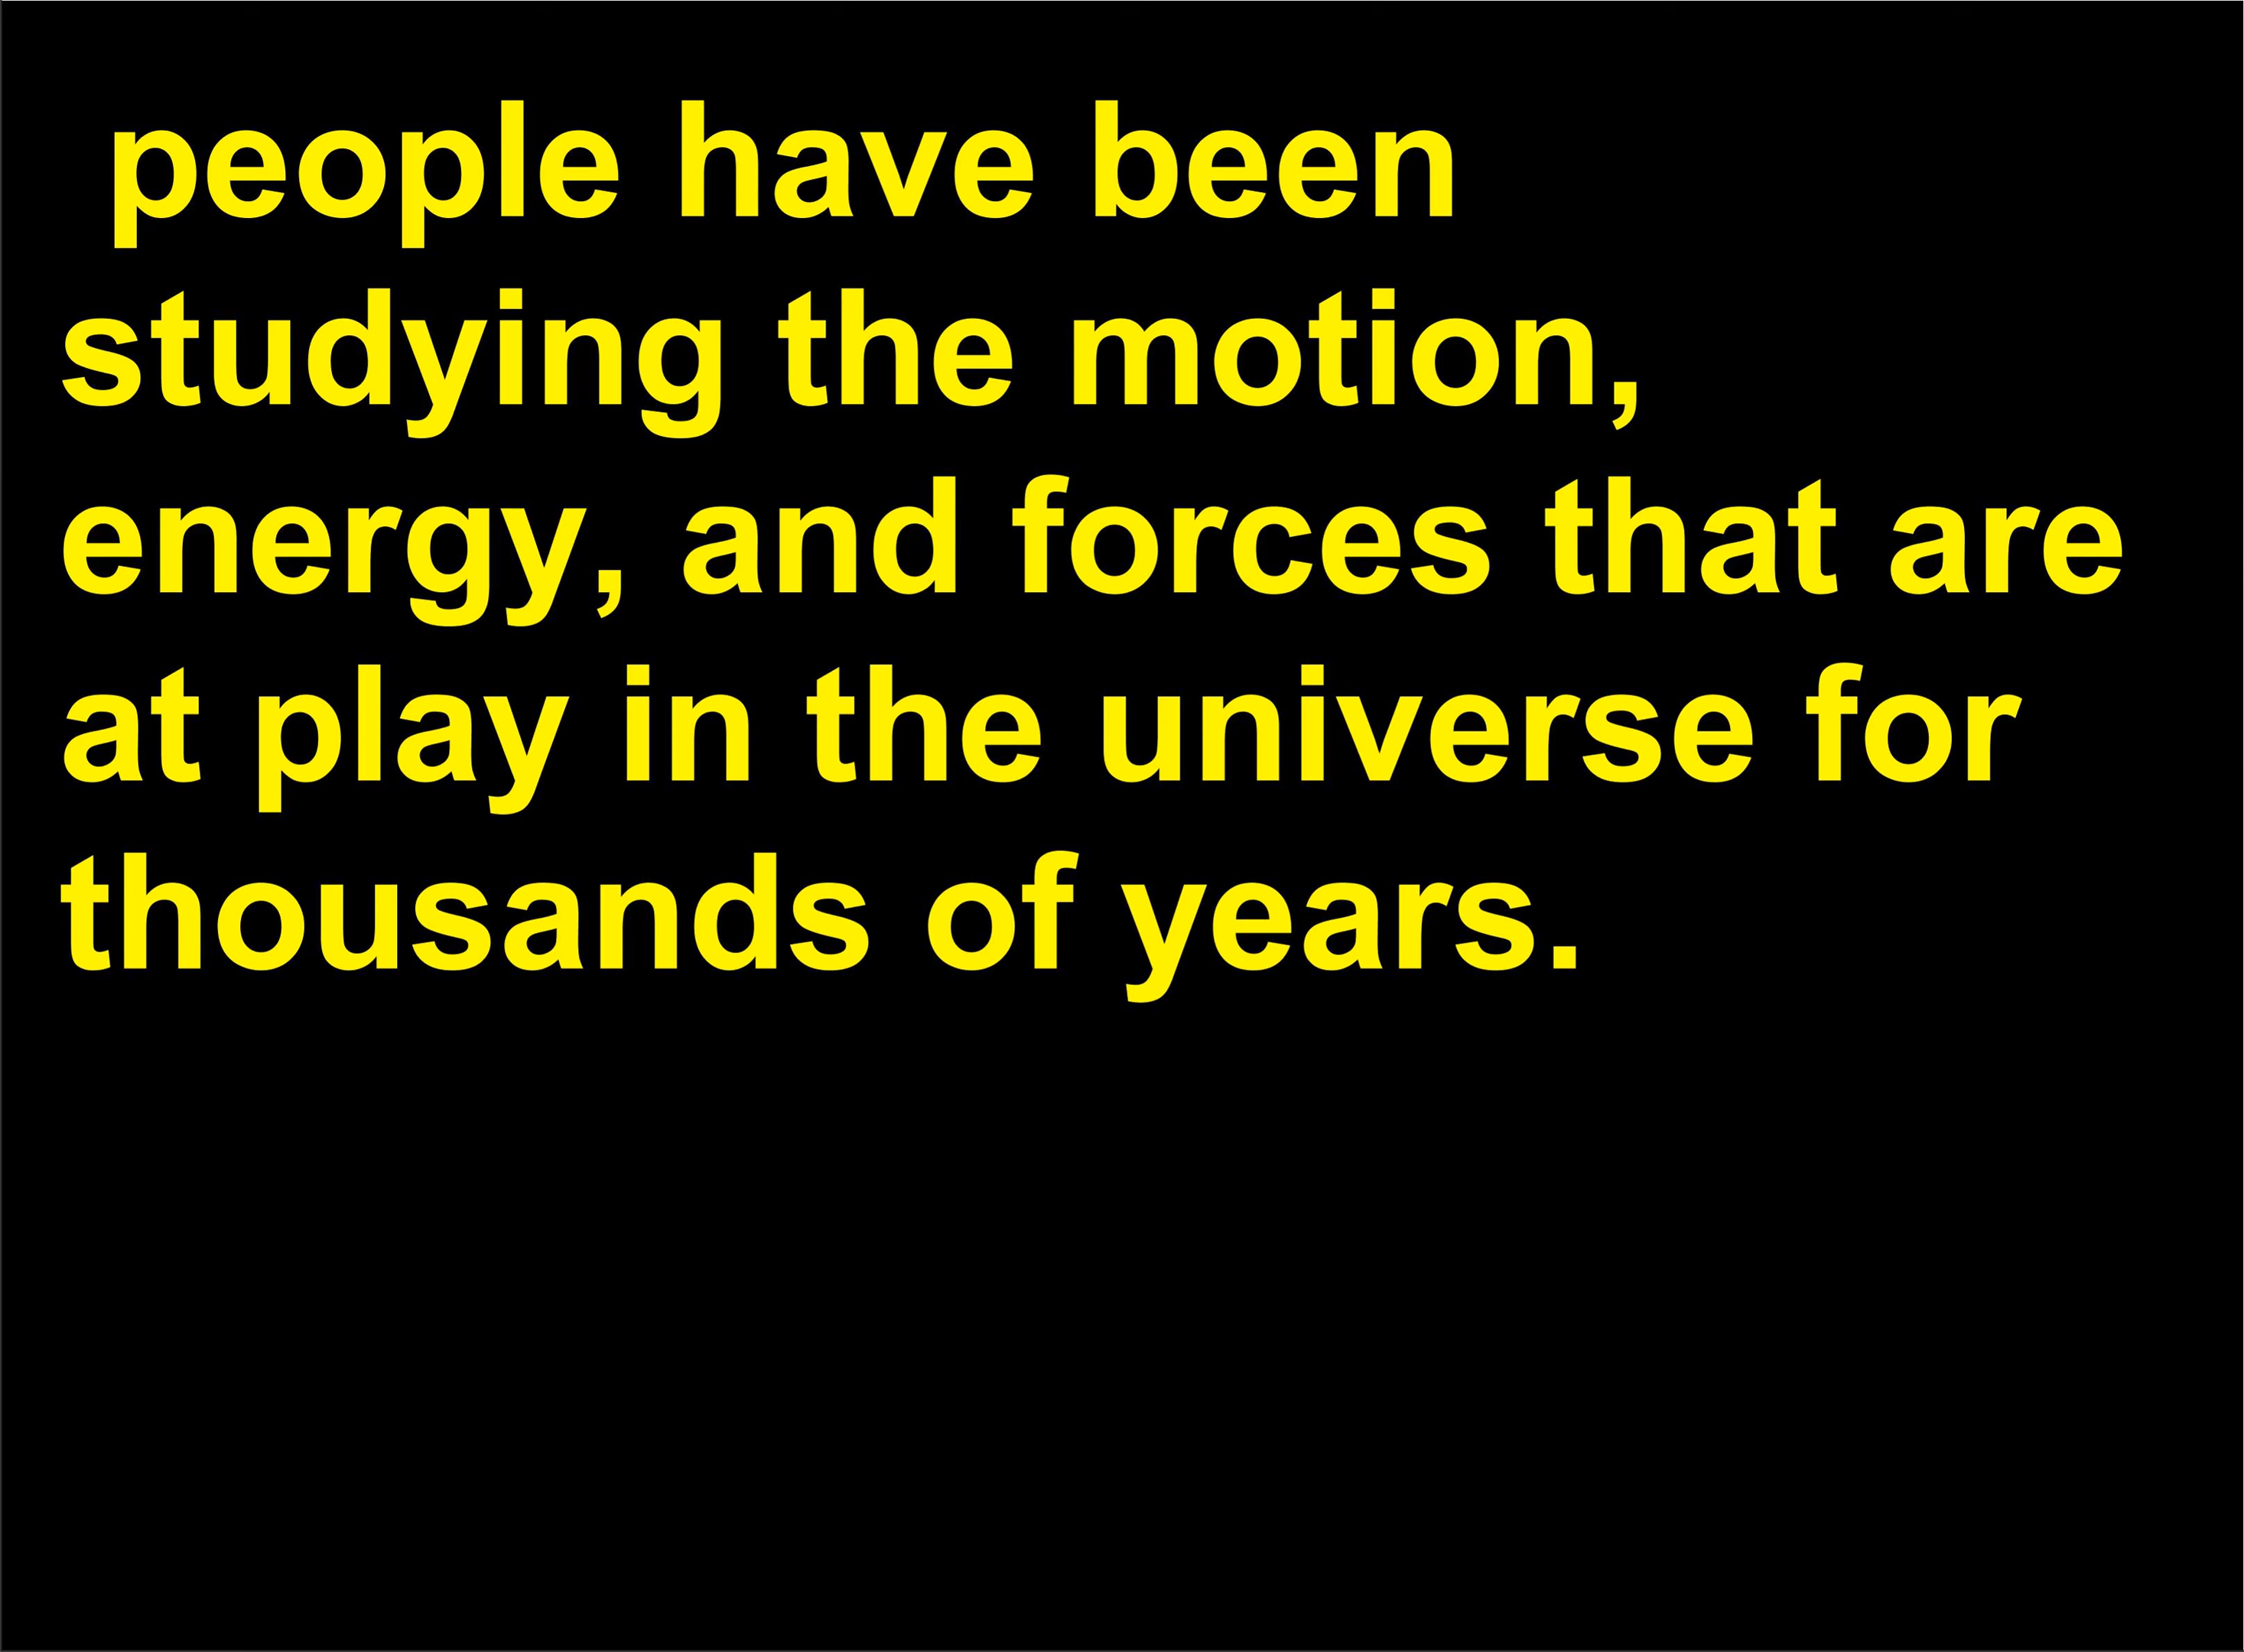 people have been
studying the motion,
energy, and forces that are
at play in the universe for
thousands of years.